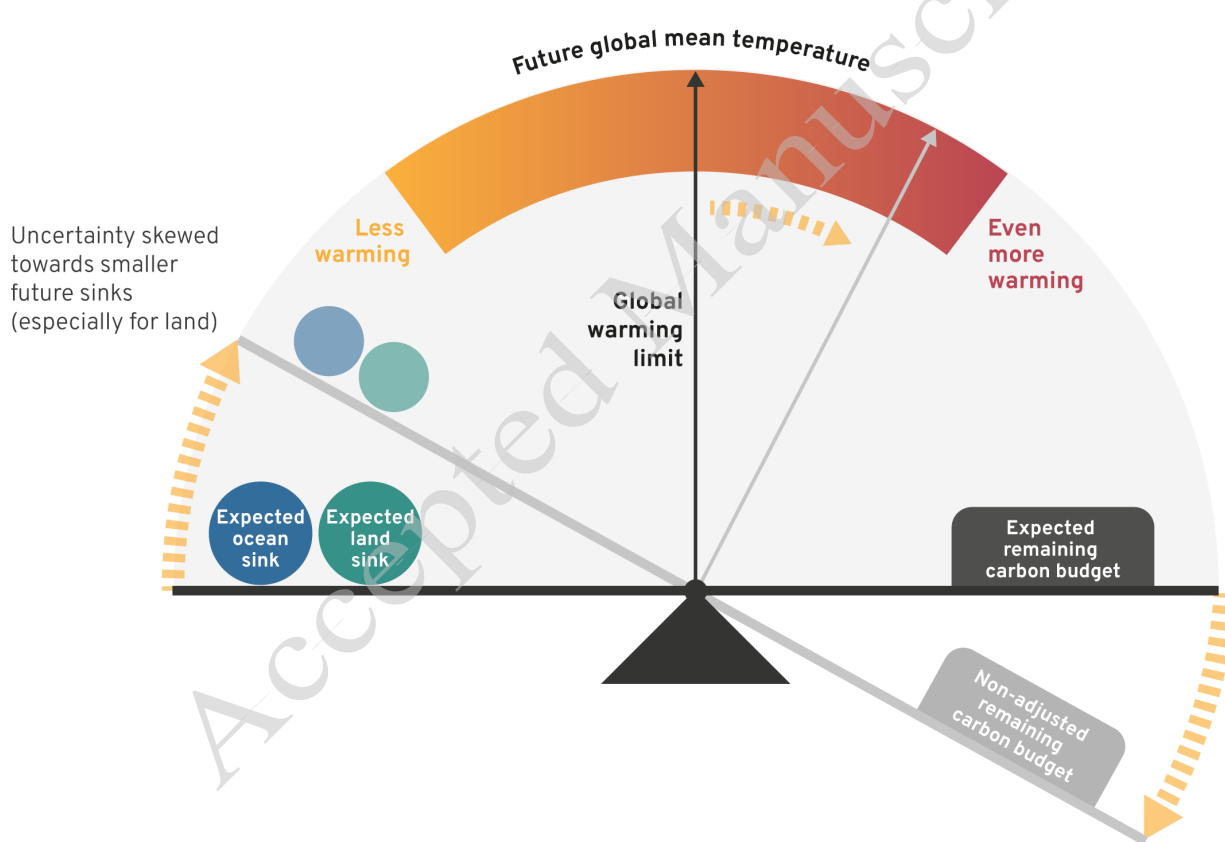 Future global mean temperature
Less
warming
Even
more
warming
Uncertainty skewed
towards smaller
future sinks
(especially for land)
Global
warming
limit
Expected
ocean
sink
Expected
land
sink
Expected
remaining
carbon budget
Non-adjusted
remaining
carbon budget
Accepted Manusc